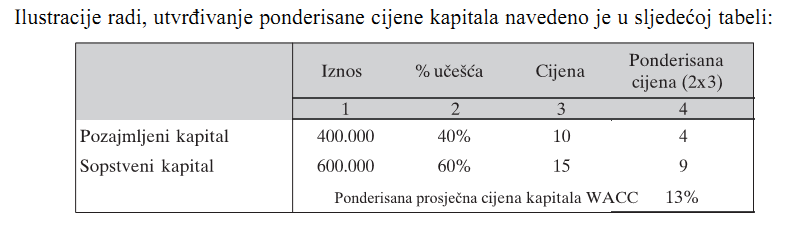 Ilustracije radi, utvrđivanje ponderisane cijene kapitala navedeno je u sljedećoj tabeli:
Iznos % učešća Cijena Ponderisana
cijena (2x3)
1 2 3 4
Pozajmljeni kapital 400.000 40% 10 4
Sopstveni kapital 600.000 60% 15 9
Ponderisana prosječna cijena kapitala WACC 13%